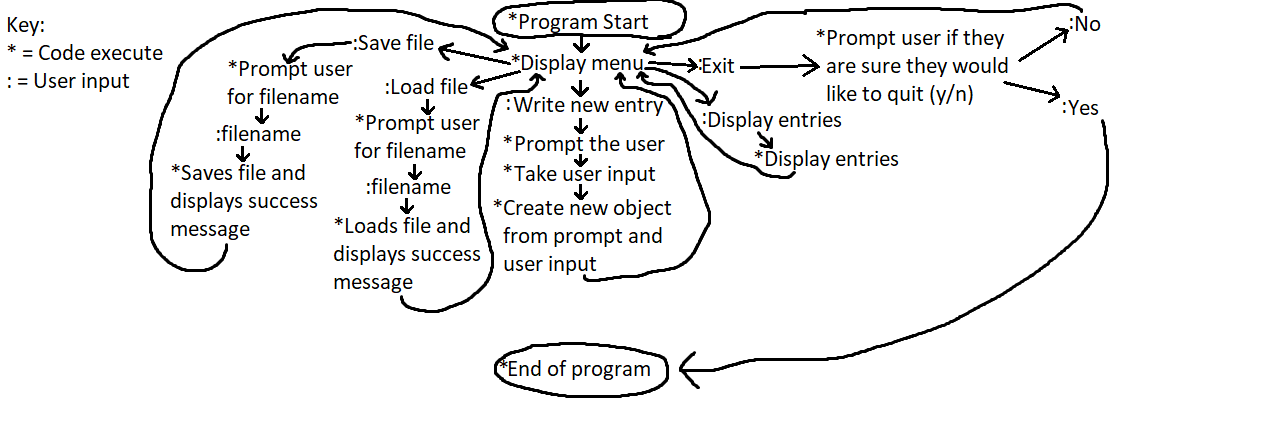 Key:
* = Code execute
: = User input
*Program Start
*Display menu
:Save file
*Prompt user
for filename
:filename
*Saves file and
displays success
message
:Load file
*Prompt user
for filename
:filename
*Loads file and
displays success
message
:Write new entry
*Prompt the user
*Take user input
*Create new object
from prompt and
user input
:Display entries
*Display entries
:Exit
*Prompt user if they
are sure they would
like to quit (y/n)
:No
:Yes
*End of program